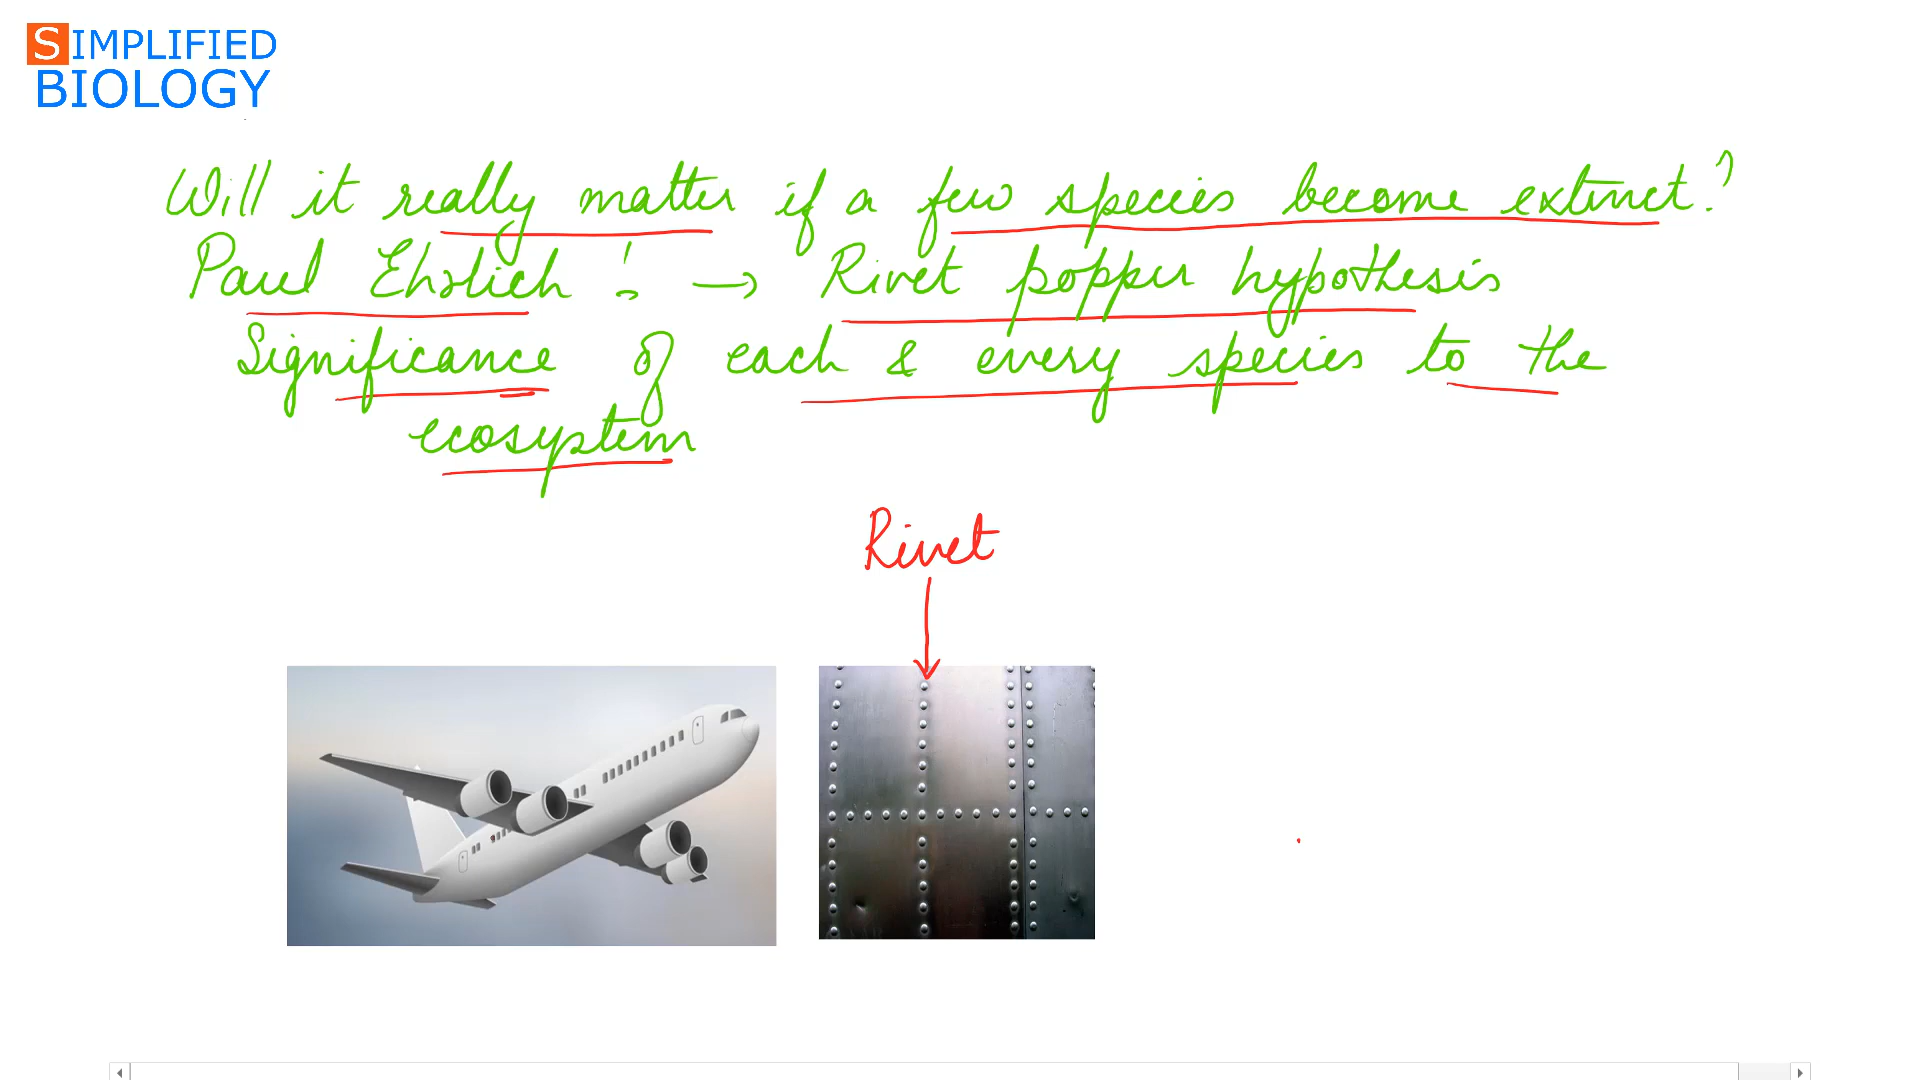 SIMPLIFIED
BIOLOGY
Will it really matter if a few species become extinct?
Paul Ehrlich : → Rivet popper hypothesis
Significance of each & every species to the
ecosystem
Rivet